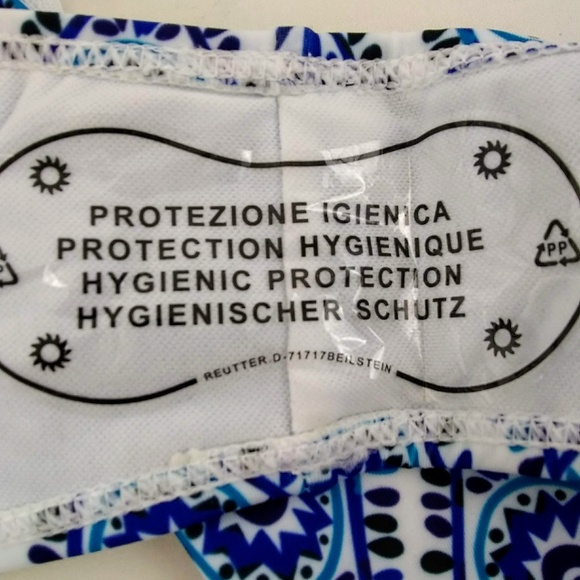 PROTEZIONE IGIENICA
PROTECTION HYGIENIQUE
HYGIENIC PROTECTION
HYGIENISCHER SCHUTZ
REUTTER.D-71717BEILSTEIN
PP